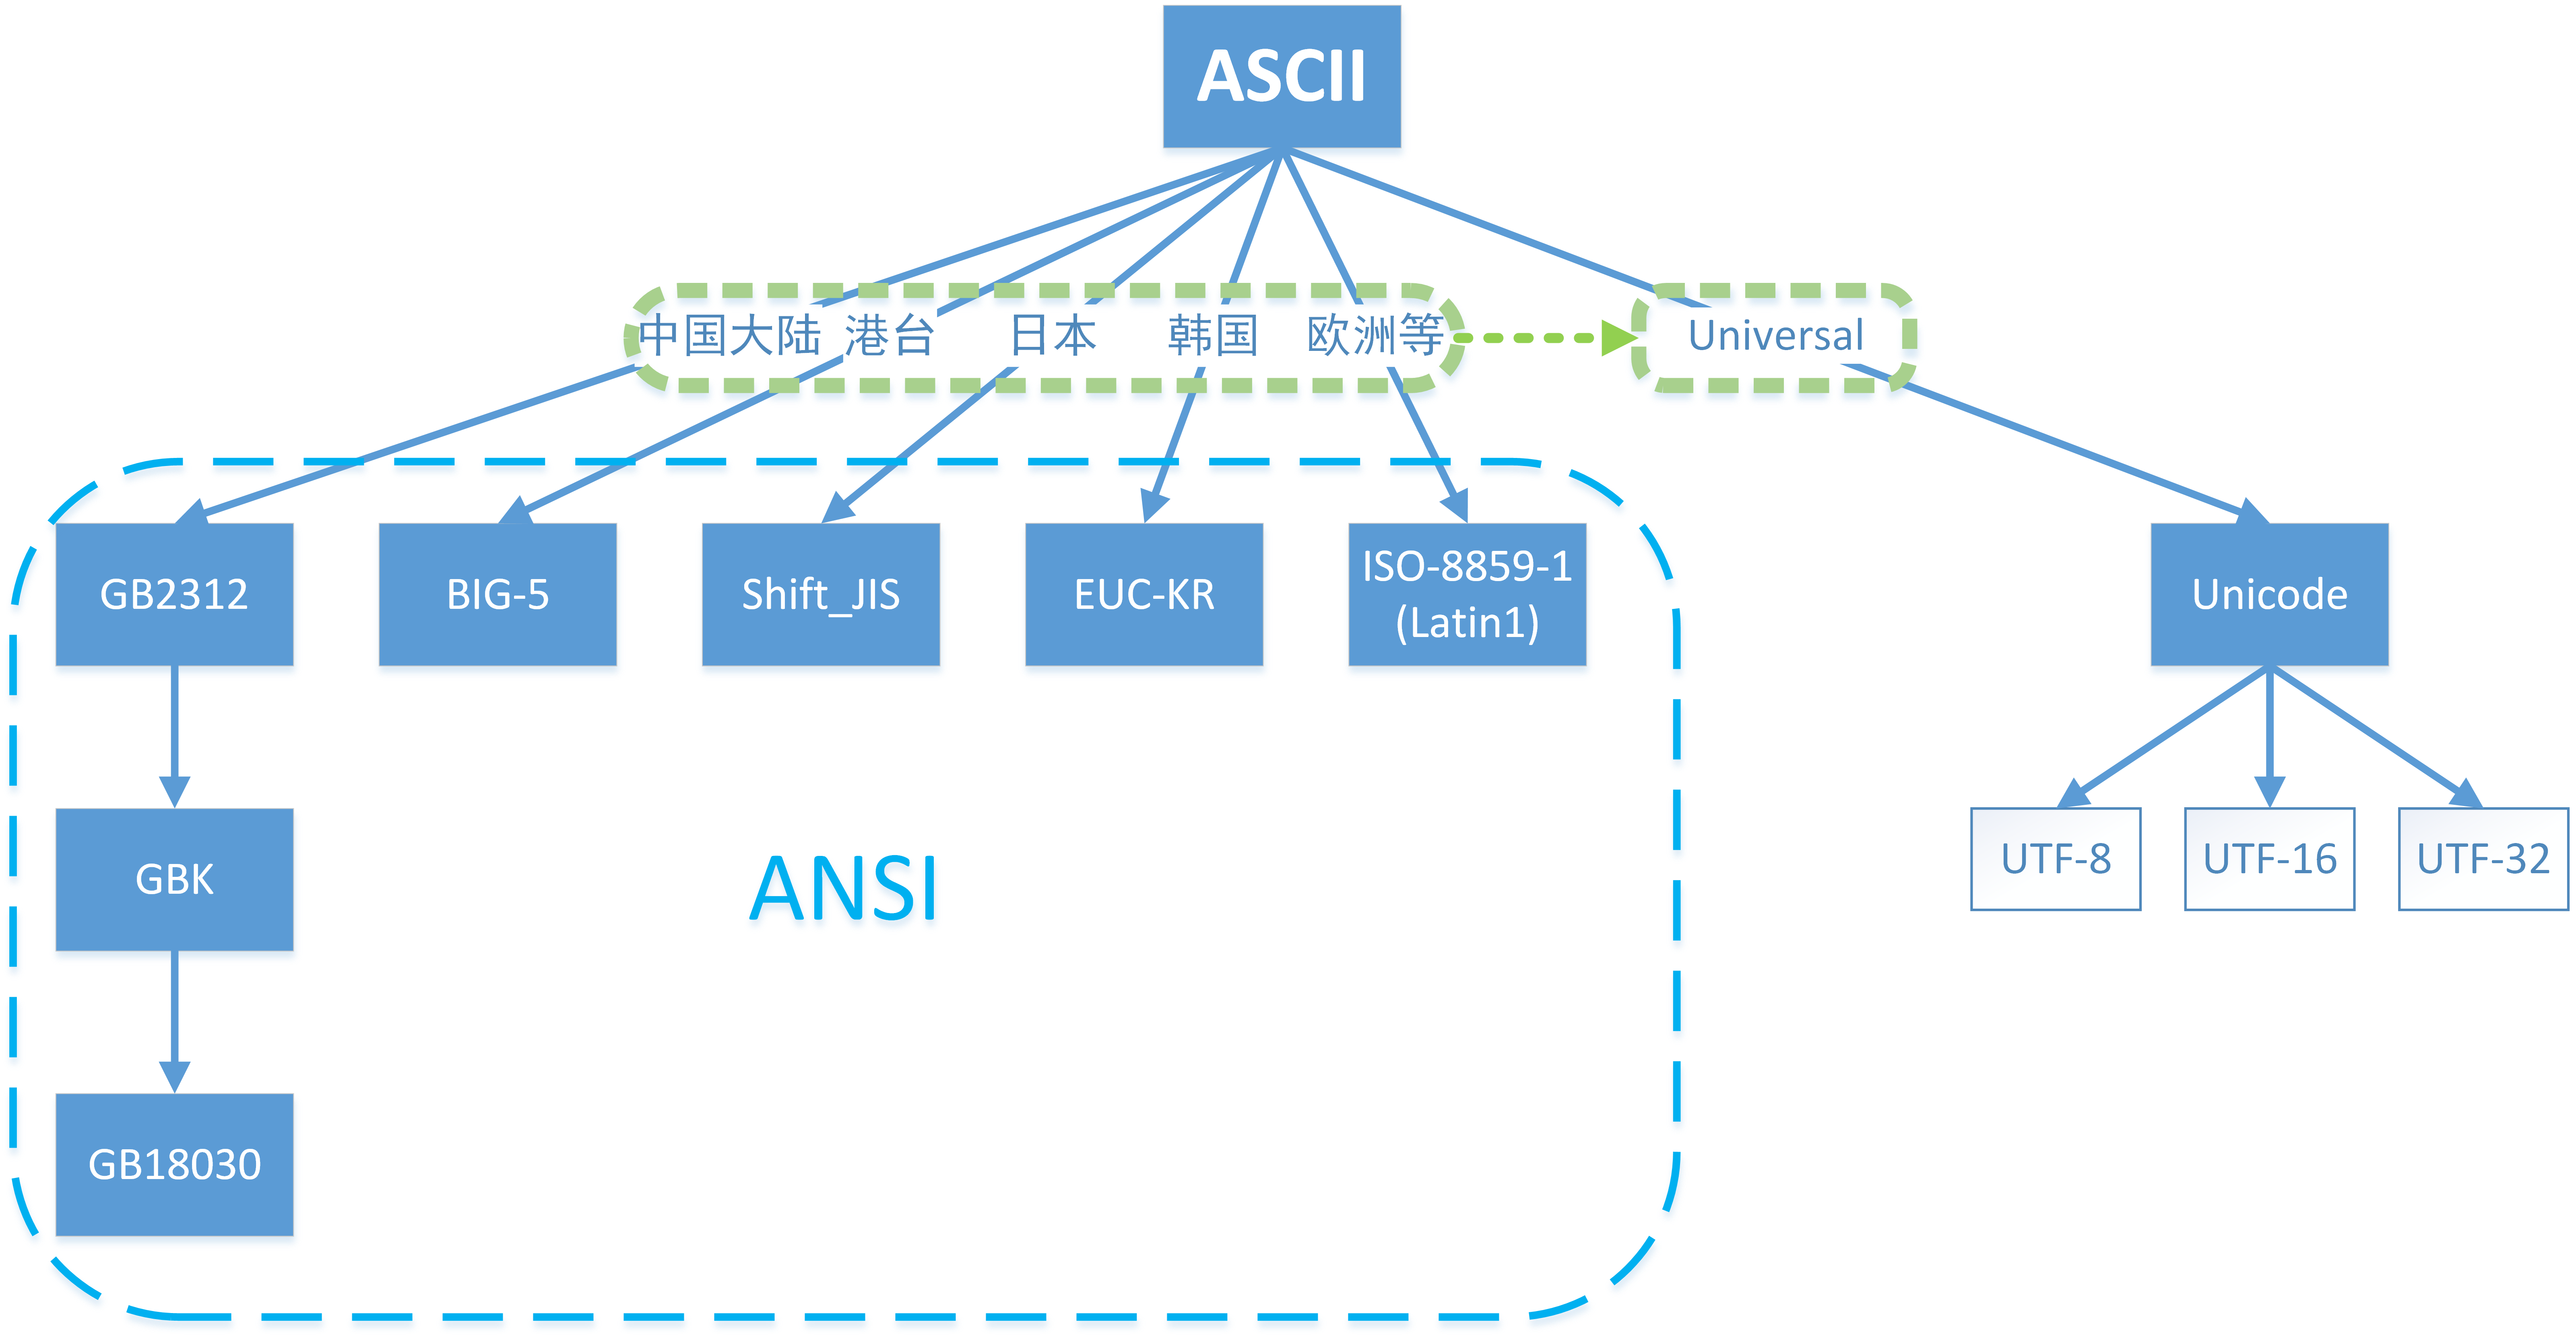 ASCII
中国大陆 港台 日本 韩国 欧洲等 Universal
GB2312
BIG-5
Shift_JIS
EUC-KR
ISO-8859-1
(Latin1)
Unicode
GBK
ANSI
UTF-8
UTF-16
UTF-32
GB18030